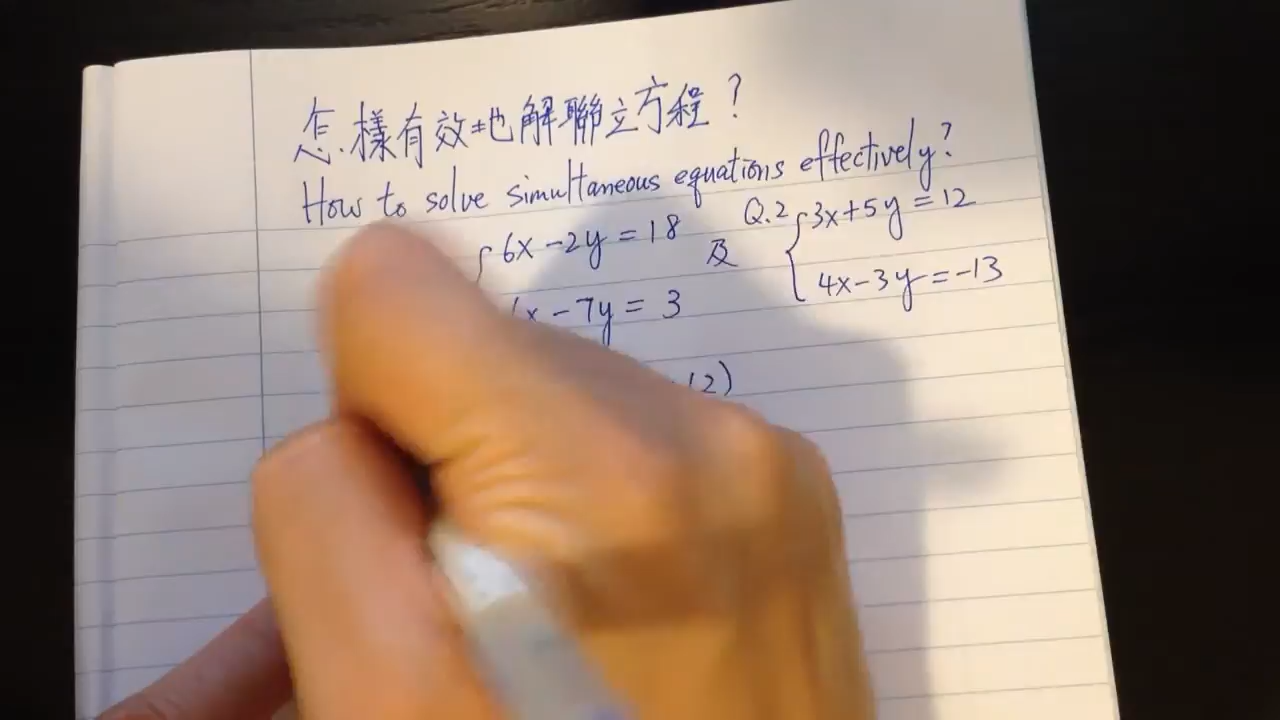 怎樣有效地解聯立方程？
How to solve simultaneous equations effectively?
6x-2y=18 及 Q.2 3x+5y=12
x-7y=3 4x-3y=-13
12)